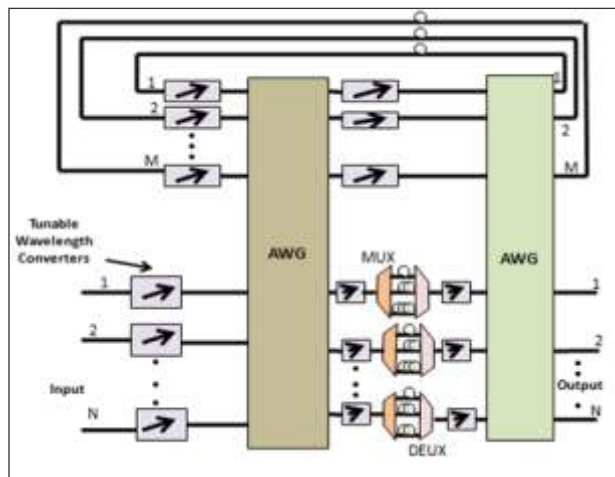 1
1
2
2
M
M
Tunable
Wavelength
Converters
AWG
AWG
MUX
1
1
2
2
Input
Output
N
N
DEUX